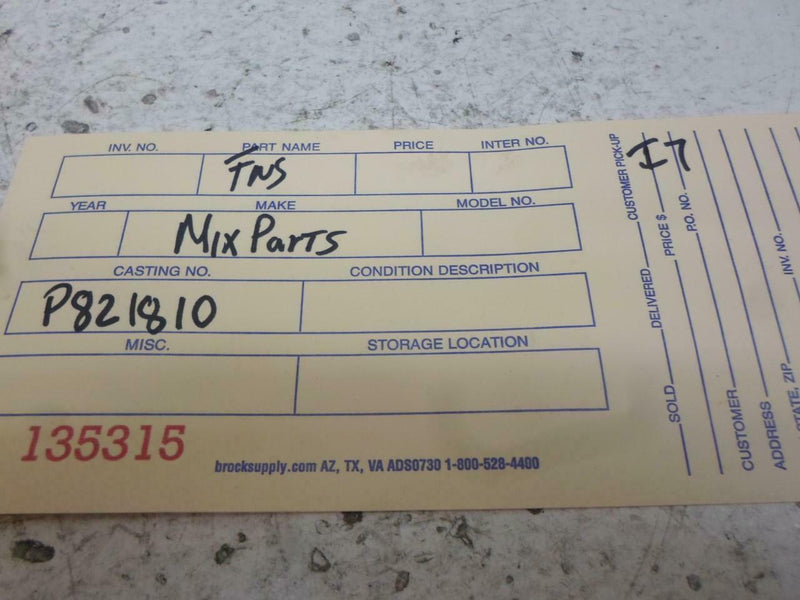 INV. NO. PART NAME PRICE INTER NO.
TNS
YEAR MAKE MODEL NO.
Mix Parts
CASTING NO. CONDITION DESCRIPTION
P821810
MISC. STORAGE LOCATION
135315
brocksupply.com AZ, TX, VA ADS0730 1-800-528-4400
I7
SOLD DELIVERED CUSTOMER PICK-UP
PRICE $
P.O. NO.
CUSTOMER
ADDRESS
STATE, ZIP INV. NO.